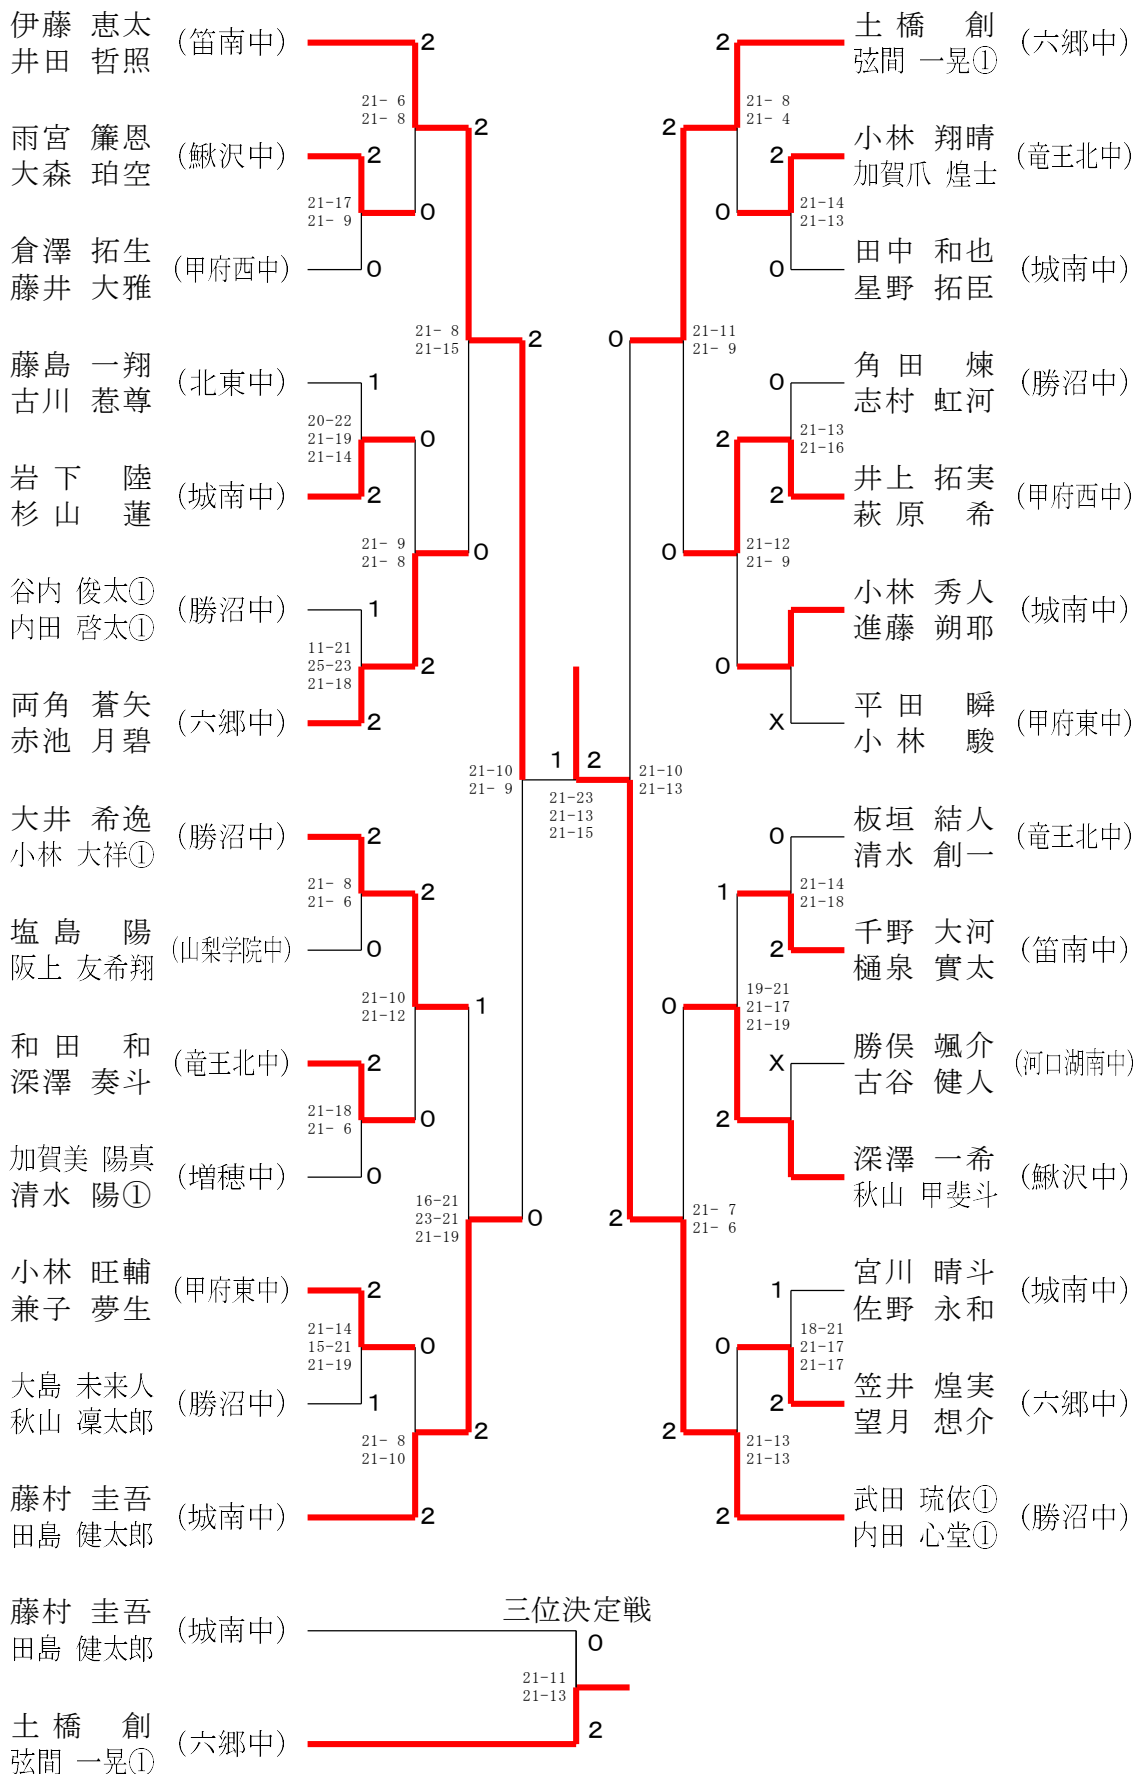 伊藤 恵太
井田 哲照
(笛南中)
2
21- 6
21- 8
2
雨宮 簾恩
大森 珀空
(鰍沢中)
2
21-17
21- 9
0
倉澤 拓生
藤井 大雅
(甲府西中)
0
21- 8
21-15
2
藤島 一翔
古川 惹尊
(北東中)
1
20-22
21-19
21-14
0
岩下 陸
杉山 蓮
(城南中)
2
21- 9
21- 8
0
谷内 俊太①
内田 啓太①
(勝沼中)
1
11-21
25-23
21-18
2
両角 蒼矢
赤池 月碧
(六郷中)
2
21-10
21- 9
大井 希逸
小林 大祥①
(勝沼中)
2
21- 8
21- 6
2
塩島 陽
阪上 友希翔
(山梨学院中)
0
21-10
21-12
1
和田 和
深澤 奏斗
(竜王北中)
2
21-18
21- 6
0
加賀美 陽真
清水 陽①
(増穂中)
0
16-21
23-21
21-19
0
小林 旺輔
兼子 夢生
(甲府東中)
2
21-14
15-21
21-19
0
大島 未来人
秋山 凜太郎
(勝沼中)
1
21- 8
21-10
2
藤村 圭吾
田島 健太郎
(城南中)
2
1 2
21-23
21-13
21-15
土橋 創
弦間 一晃①
(六郷中)
2
21- 8
21- 4
2
小林 翔晴
加賀爪 煌士
(竜王北中)
2
21-14
21-13
0
田中 和也
星野 拓臣
(城南中)
0
21-11
21- 9
0
角田 煉
志村 虹河
(勝沼中)
0
21-13
21-16
2
井上 拓実
萩原 希
(甲府西中)
2
21-12
21- 9
0
小林 秀人
進藤 朔耶
(城南中)
0
平田 瞬
小林 駿
(甲府東中)
X
21-10
21-13
板垣 結人
清水 創一
(竜王北中)
0
21-14
21-18
1
千野 大河
樋泉 實太
(笛南中)
2
19-21
21-17
21-19
0
勝俣 颯介
古谷 健人
(河口湖南中)
X
2
深澤 一希
秋山 甲斐斗
(鰍沢中)
21- 7
21- 6
2
宮川 晴斗
佐野 永和
(城南中)
1
18-21
21-17
21-17
0
笠井 煌実
望月 想介
(六郷中)
2
21-13
21-13
2
武田 琉依①
内田 心堂①
(勝沼中)
2
三位決定戦
藤村 圭吾
田島 健太郎
(城南中)
0
21-11
21-13
土橋 創
弦間 一晃①
(六郷中)
2